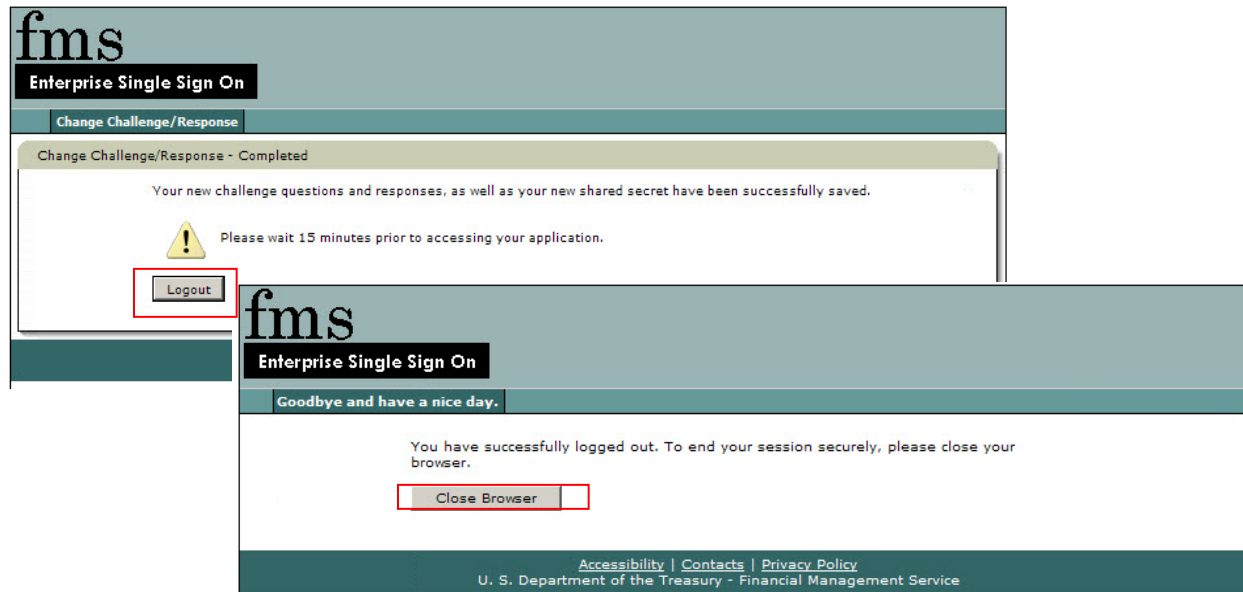 fms
Enterprise Single Sign On
Change Challenge/Response
Change Challenge/Response - Completed
Your new challenge questions and responses, as well as your new shared secret have been successfully saved.
Please wait 15 minutes prior to accessing your application.
Logout
fms
Enterprise Single Sign On
Goodbye and have a nice day.
You have successfully logged out. To end your session securely, please close your
browser.
Close Browser
Accessibility | Contacts | Privacy Policy
U. S. Department of the Treasury - Financial Management Service